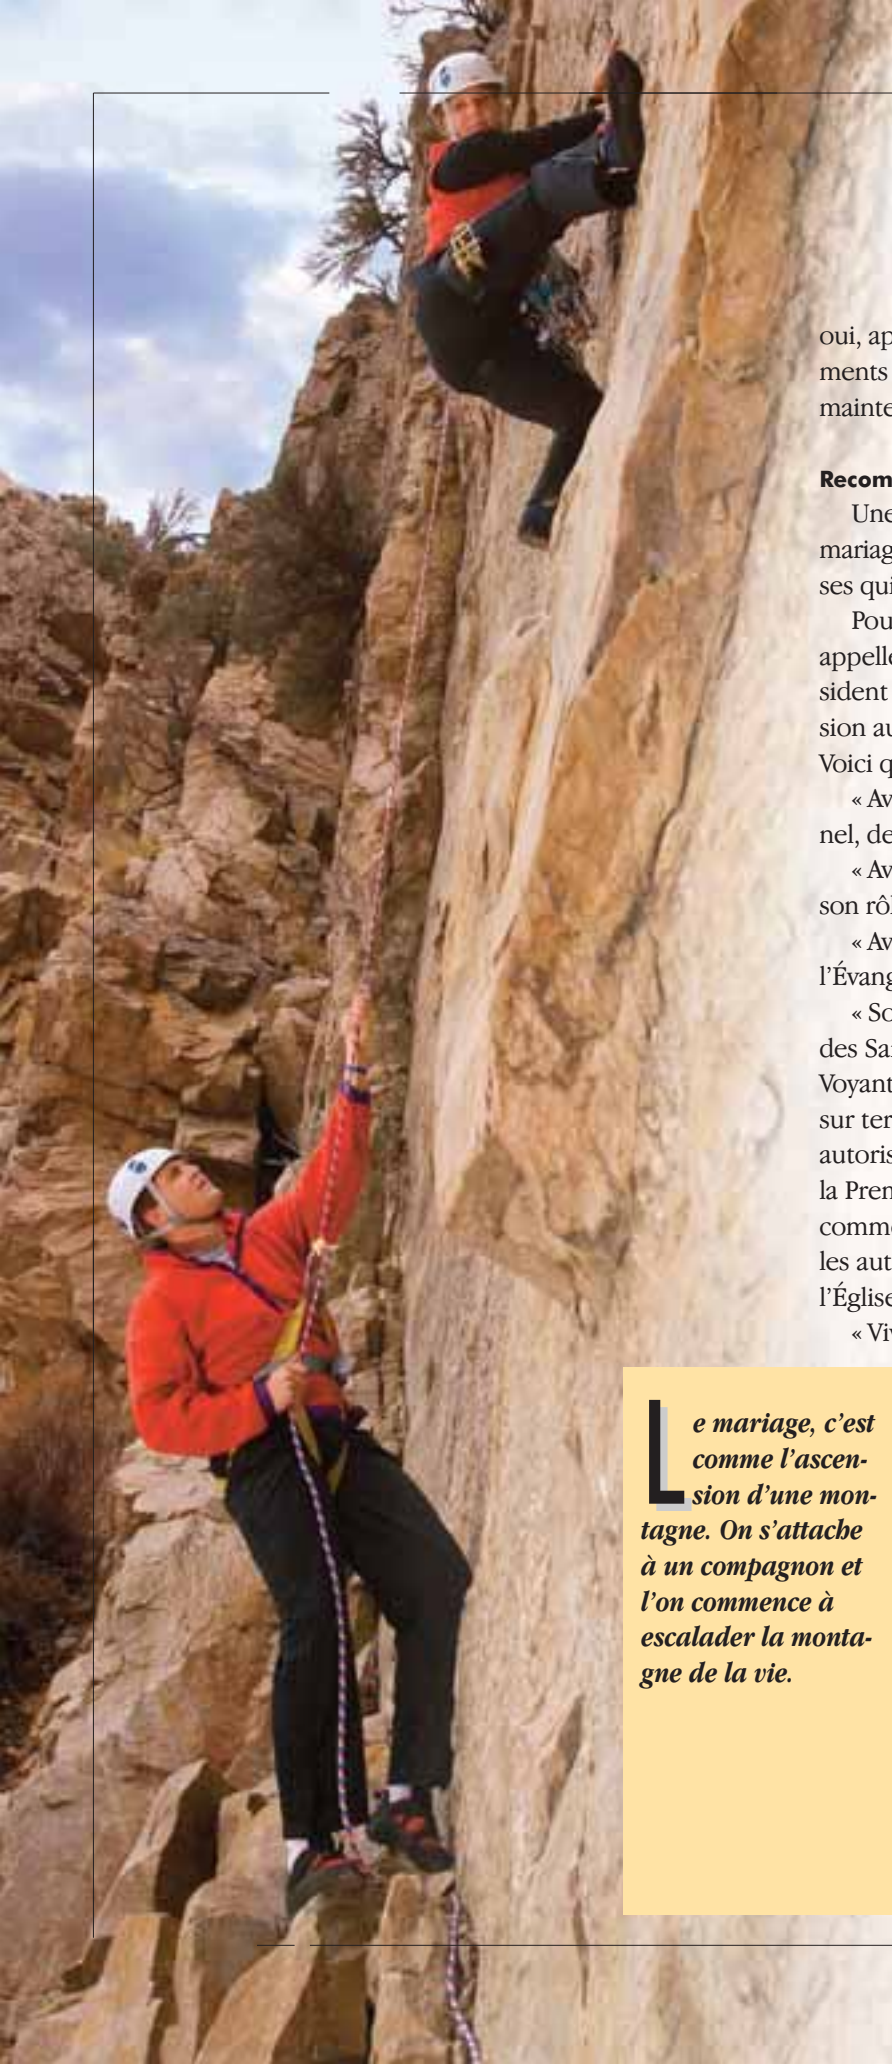 oui, ap
ments
mainte
Recom
Une
mariag
ses qui
Pou
appelle
sident
sion au
Voici q
« Av
nel, de
« Av
son rô
« Av
l’Évang
« So
des Sai
Voyant
sur ter
autoris
la Pren
comme
les aut
l’Église
« Viv
Le mariage, c’est
comme l’ascen-
sion d’une mon-
tagne. On s’attache
à un compagnon et
l’on commence à
escalader la monta-
gne de la vie.